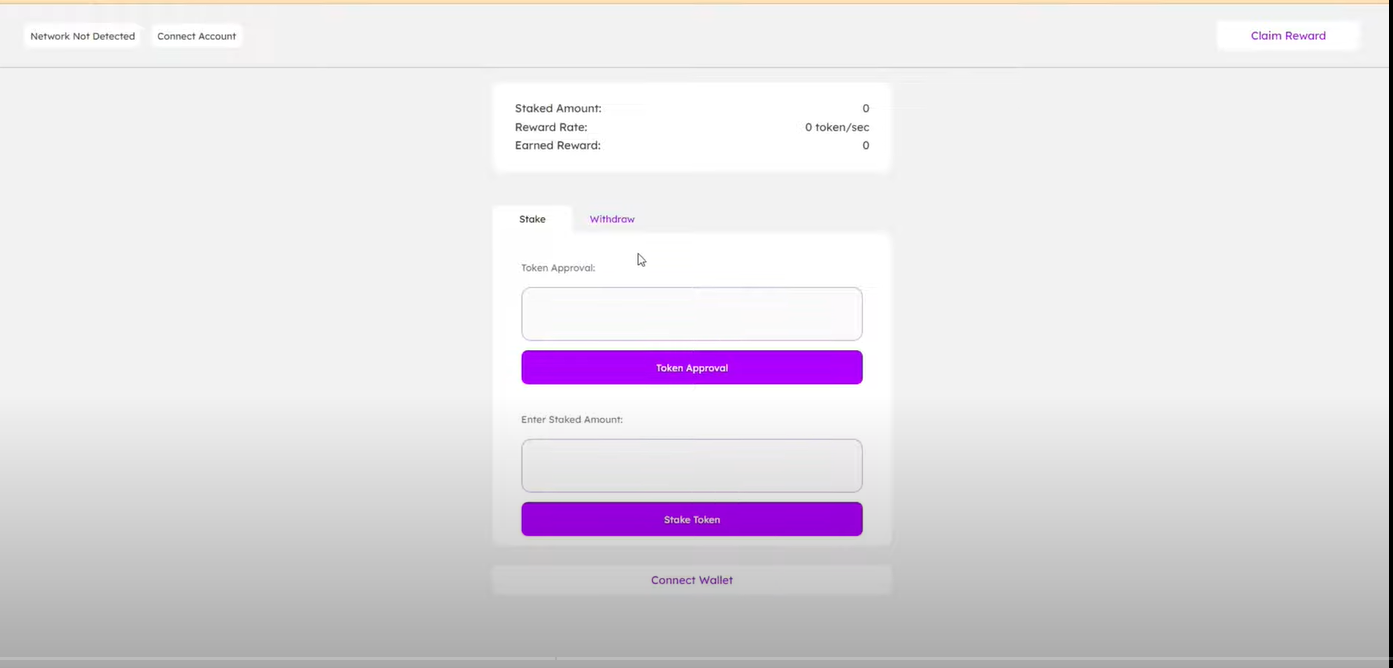 Network Not Detected Connect Account Claim Reward
Staked Amount: 0
Reward Rate: 0 token/sec
Earned Reward: 0
Stake Withdraw
Token Approval:
Token Approval
Enter Staked Amount:
Stake Token
Connect Wallet